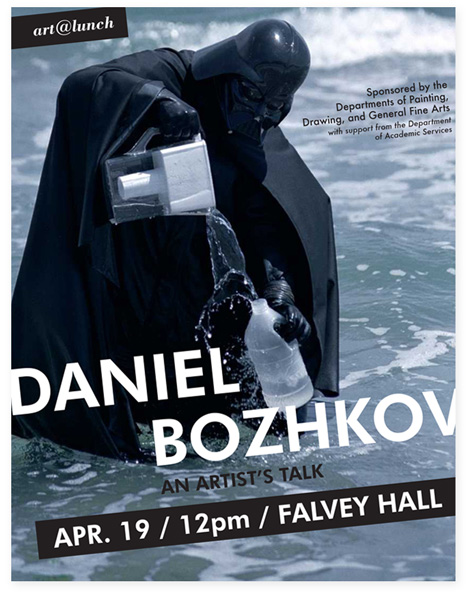 art@lunch
Sponsored by the
Departments of Painting,
Drawing, and General Fine Arts
with support from the Department
of Academic Services
DANIEL
BOZHKOV
AN ARTIST'S TALK
APR. 19 / 12pm / FALVEY HALL